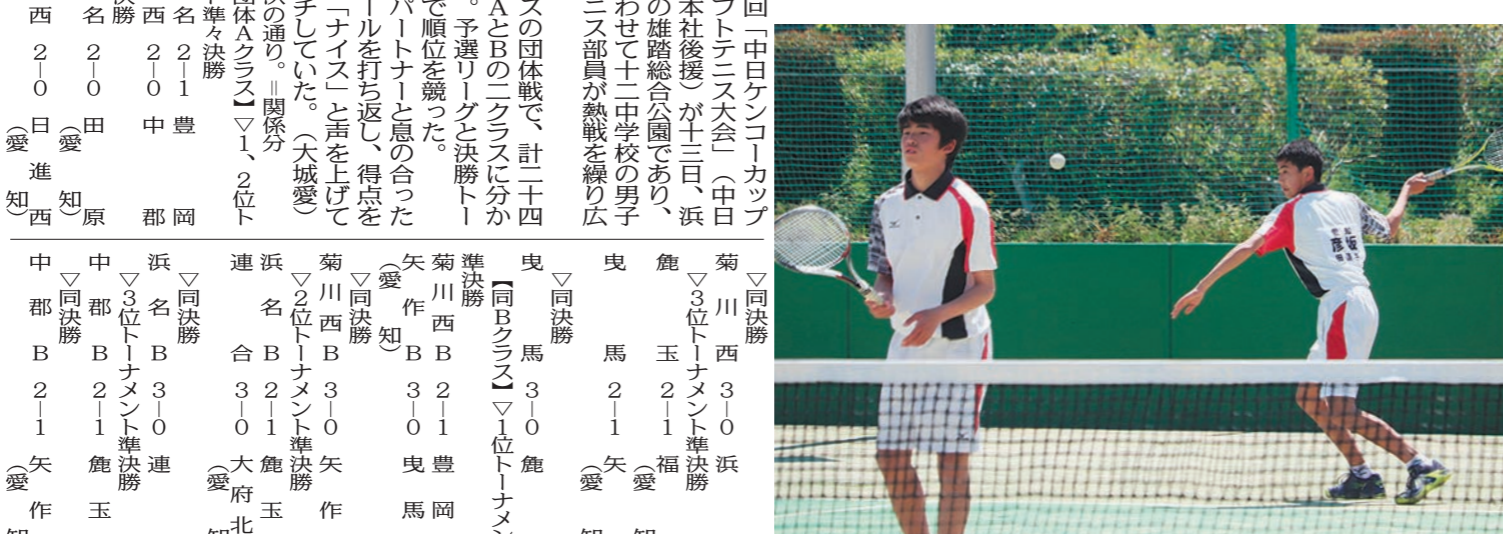 回「中日ケンコーカップ
フトテニス大会」（中日
本社後援）が十三日、浜
の雄踏総合公園であり、
わせて十二中学校の男子
ニス部員が熱戦を繰り広
スの団体戦で、計二十四
AとBの二クラスに分か
。予選リーグと決勝トー
で順位を競った。
パートナーと息の合った
ールを打ち返し、得点を
「ナイス」と声を上げて
チしていた。（大城愛）
の通り。＝関係分
団体Aクラス】▽1、2位ト
準々決勝
名 2―1 豊岡
西 2―0 中郡
決勝
名 2―0 田原
（愛知）
西 2―0 日進西
（愛知）
▽同決勝
菊川西 3―0 浜
▽3位トーナメント準決勝
麁玉 2―1 福
（愛知
曳馬 2―1 矢
（愛知
▽同決勝
曳馬 3―0 麁
【同Bクラス】▽1位トーナメン
準決勝
菊川西B 2―1 豊岡
矢作B 3―0 曳馬
（愛知）
▽同決勝
菊川西B 3―0 矢作
▽2位トーナメント準決勝
浜名B 2―1 麁玉
連合 3―0 大府北
（愛知
▽同決勝
浜名B 3―0 連
▽3位トーナメント準決勝
中郡B 2―1 麁玉
▽同決勝
中郡B 2―1 矢作
（愛知